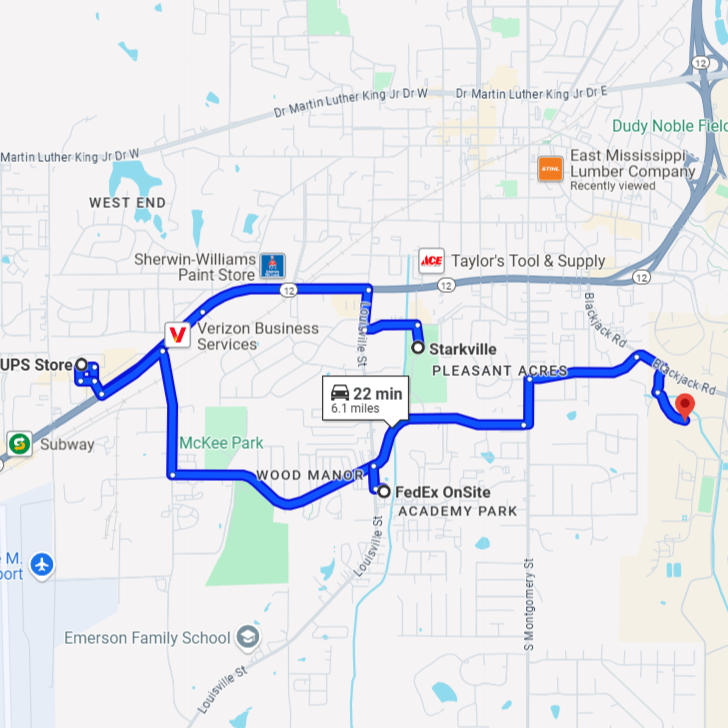 12
Dr Martin Luther King Jr Dr W
Dr Martin Luther King Jr Dr E
Dudy Noble Field
Martin Luther King Jr Dr W
East Mississippi
Lumber Company
Recently viewed
STIHL
WEST END
Sherwin-Williams
Paint Store
ACE
Taylor's Tool & Supply
12
12
12
Blackjack Rd
Louisville St
Verizon Business
Services
UPS Store
Starkville
PLEASANT ACRES
Blackjack Rd
22 min
6.1 miles
Subway
McKee Park
WOOD MANOR
FedEx OnSite
ACADEMY PARK
Louisville St
e M.
port
S Montgomery St
Emerson Family School
Louisville St